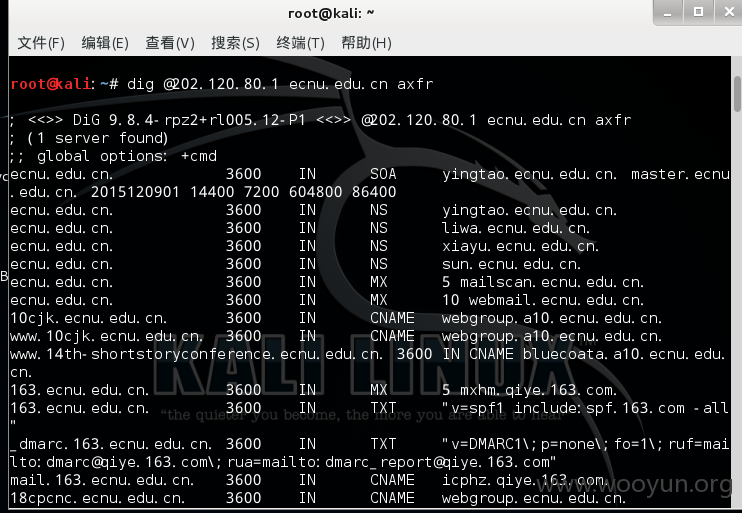 root@kali: ~
文件(F) 编辑(E) 查看(V) 搜索(S) 终端(T) 帮助(H)
root@kali:~# dig @202.120.80.1 ecnu.edu.cn axfr
; <<>> DiG 9.8.4-rpz2+rl005.12-P1 <<>> @202.120.80.1 ecnu.edu.cn axfr
; (1 server found)
;; global options: +cmd
ecnu.edu.cn. 3600 IN SOA yingtao.ecnu.edu.cn. master.ecnu
.edu.cn. 2015120901 14400 7200 604800 86400
ecnu.edu.cn. 3600 IN NS yingtao.ecnu.edu.cn.
ecnu.edu.cn. 3600 IN NS liwa.ecnu.edu.cn.
ecnu.edu.cn. 3600 IN NS xiayu.ecnu.edu.cn.
ecnu.edu.cn. 3600 IN NS sun.ecnu.edu.cn.
ecnu.edu.cn. 3600 IN MX 5 mailscan.ecnu.edu.cn.
ecnu.edu.cn. 3600 IN MX 10 webmail.ecnu.edu.cn.
10cjk.ecnu.edu.cn. 3600 IN CNAME webgroup.a10.ecnu.edu.cn.
www.10cjk.ecnu.edu.cn. 3600 IN CNAME webgroup.a10.ecnu.edu.cn.
www.14th-shortstoryconference.ecnu.edu.cn. 3600 IN CNAME bluecoata.a10.ecnu.edu.
cn.
163.ecnu.edu.cn. 3600 IN MX 5 mxhm.qiye.163.com.
163.ecnu.edu.cn. 3600 IN TXT "v=spf1 include:spf.163.com -all
"
_dmarc.163.ecnu.edu.cn. 3600 IN TXT "v=DMARC1\; p=none\; fo=1\; ruf=mai
lto:dmarc@qiye.163.com\; rua=mailto:dmarc_report@qiye.163.com"
mail.163.ecnu.edu.cn. 3600 IN CNAME icphz.qiye.163.com.
18cpcnc.ecnu.edu.cn. 3600 IN CNAME webgroup.ecnu.edu.cn.
KALI LINUX
"the quieter you become, the more you are able to hear"
www.wooyun.org